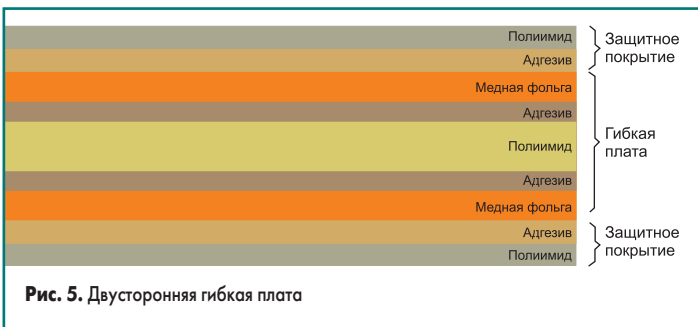 Полиимид
Адгезив
Защитное
покрытие
Медная фольга
Адгезив
Полиимид
Адгезив
Медная фольга
Гибкая
плата
Адгезив
Полиимид
Защитное
покрытие
Рис. 5. Двусторонняя гибкая плата